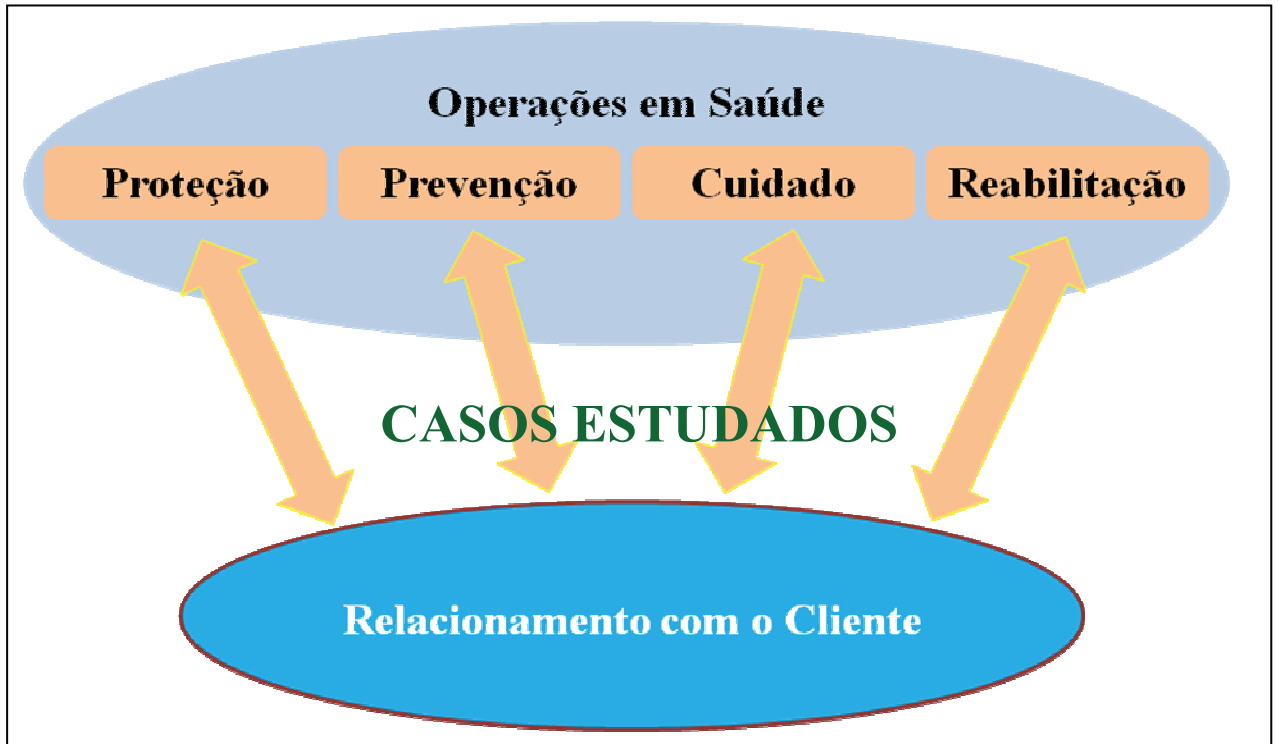 Operações em Saúde
Proteção
Prevenção
Cuidado
Reabilitação
CASOS ESTUDADOS
Relacionamento com o Cliente